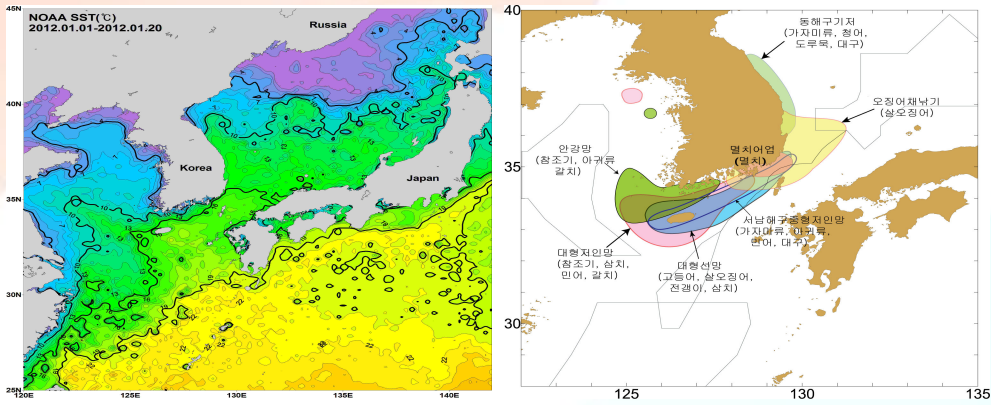 NOAA SST(℃)
2012.01.01-2012.01.20
Russia
Korea
Japan
45N
40N
35N
30N
25N
120E
125E
130E
135E
140E
동해구기저
(가자미류, 청어,
도루묵, 대구)
오징어채낚기
(살오징어)
멸치어업
(멸치)
안강망
(참조기, 아귀류
갈치)
서남해구중형저인망
(가자미류, 아귀류,
민어, 대구)
대형저인망
(참조기, 삼치,
민어, 갈치)
대형선망
(고등어, 살오징어,
전갱이, 삼치)
40
35
30
28
125
130
135